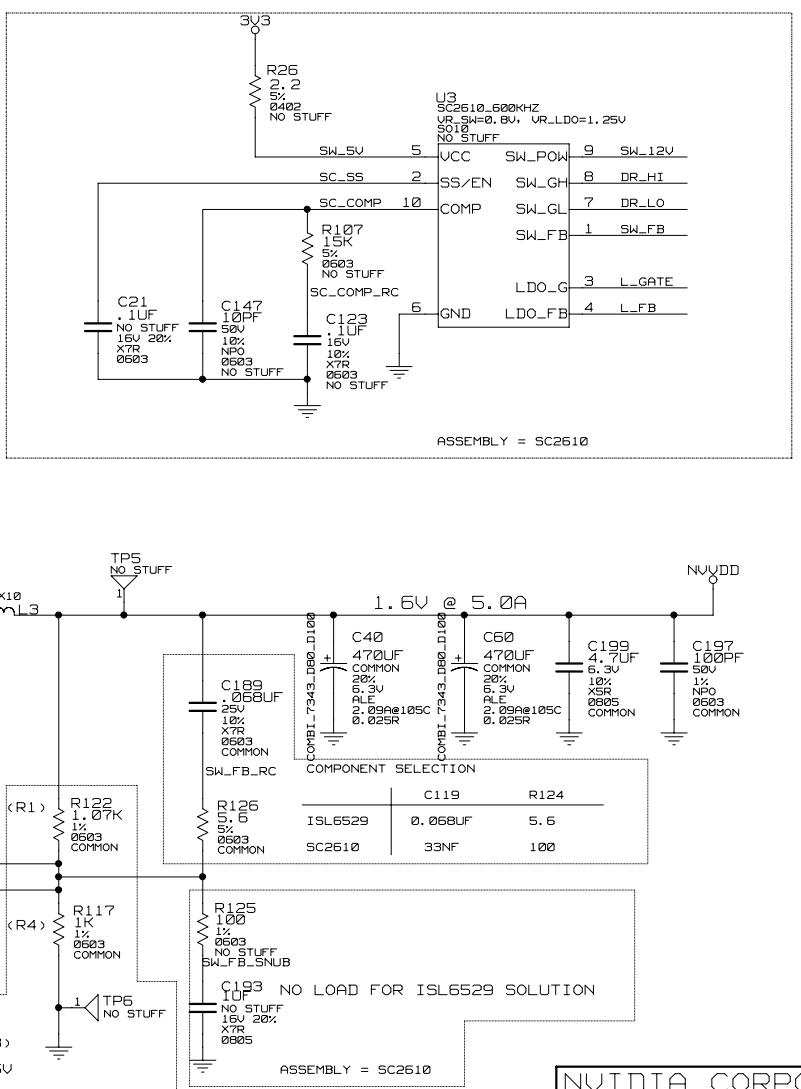 3V3
R26
2.2
5%
0402
NO STUFF
U3
SC2610_600KHZ
VR_SW=0.8V, VR_LDO=1.25V
SO10
NO STUFF
SW_5V 5 VCC SW_POW 9 SW_12V
SC_SS 2 SS/EN SW_GH 8 DR_HI
SC_COMP 10 COMP SW_GL 7 DR_LO
SW_FB 1 SW_FB
R107
15K
5%
0603
NO STUFF
LDO_G 3 L_GATE
SC_COMP_RC
6 GND LDO_FB 4 L_FB
C21
.1UF
NO STUFF
16V 20%
X7R
0603
C147
10PF
50V
10%
NPO
0603
NO STUFF
C123
.1UF
16V
10%
X7R
0603
NO STUFF
ASSEMBLY = SC2610
TP5
NO STUFF
1
NVVDD
X10
L3
1.6V @ 5.0A
COMBI_7343_D80_D100
C40
470UF
COMMON
20%
6.3V
ALE
2.09A@105C
0.025R
COMBI_7343_D80_D100
C60
470UF
COMMON
20%
6.3V
ALE
2.09A@105C
0.025R
C199
4.7UF
6.3V
10%
X5R
0805
COMMON
C197
100PF
50V
1%
NPO
0603
COMMON
C189
.068UF
25V
10%
X7R
0603
COMMON
SW_FB_RC
COMPONENT SELECTION
C119 R124
ISL6529 0.068UF 5.6
SC2610 33NF 100
(R1)
R122
1.07K
1%
0603
COMMON
R126
5.6
5%
0603
COMMON
(R4)
R117
1K
1%
0603
COMMON
R125
100
1%
0603
NO STUFF
SW_FB_SNUB
C193
1UF
NO STUFF
16V 20%
X7R
0805
NO LOAD FOR ISL6529 SOLUTION
1 TP6
NO STUFF
ASSEMBLY = SC2610
NVIDIA CORPO